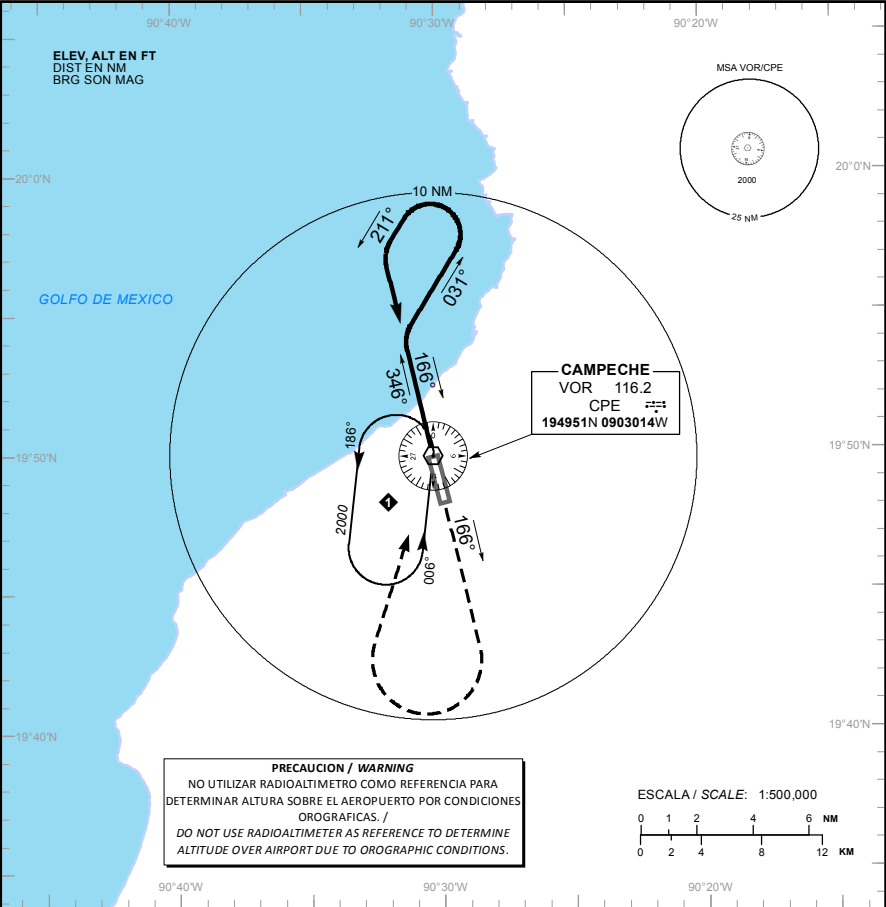 90°40'W
90°30'W
90°20'W
ELEV, ALT EN FT
DIST EN NM
BRG SON MAG
MSA VOR/CPE
2000
25 NM
20°0'N
20°0'N
10 NM
211°
031°
GOLFO DE MEXICO
166°
346°
CAMPECHE
VOR 116.2
CPE
194951N 0903014W
186°
19°50'N
19°50'N
27
9
1
2000
166°
006°
19°40'N
19°40'N
PRECAUCION / WARNING
NO UTILIZAR RADIOALTIMETRO COMO REFERENCIA PARA
DETERMINAR ALTURA SOBRE EL AEROPUERTO POR CONDICIONES
OROGRAFICAS. /
DO NOT USE RADIOALTIMETER AS REFERENCE TO DETERMINE
ALTITUDE OVER AIRPORT DUE TO OROGRAPHIC CONDITIONS.
ESCALA / SCALE: 1:500,000
0 1 2 4 6 NM
0 2 4 8 12 KM
90°40'W
90°30'W
90°20'W